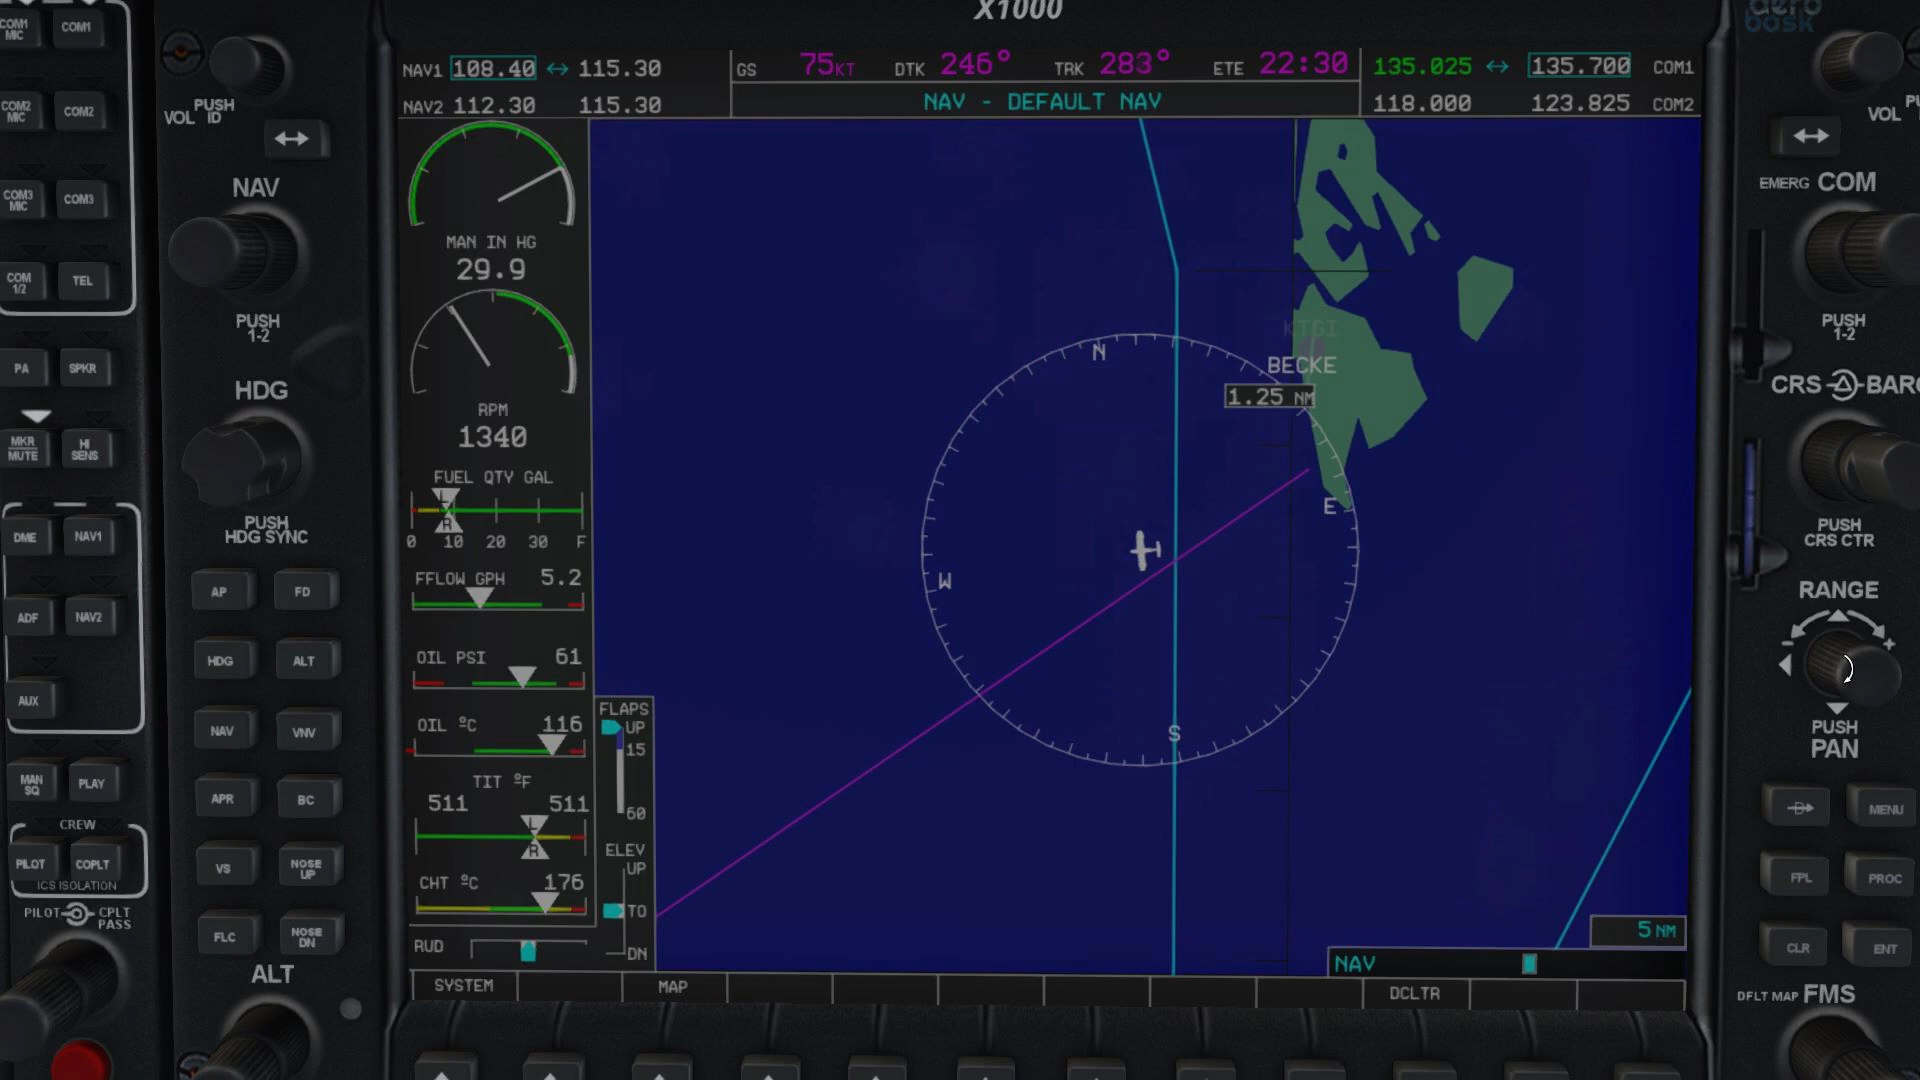 X1000
aero
bask
COM1
MIC
COM1
COM2
MIC
COM2
COM3
MIC
COM3
COM
1/2
TEL
PA
SPKR
MKR
MUTE
HI
SENS
DME
NAV1
ADF
NAV2
AUX
MAN
SQ
PLAY
CREW
PILOT
COPLT
ICS ISOLATION
PILOT
CPLT
PASS
VOL PUSH
ID
NAV
PUSH
1-2
HDG
PUSH
HDG SYNC
AP
FD
HDG
ALT
NAV
VNV
APR
BC
VS
NOSE
UP
FLC
NOSE
DN
ALT
NAV1 108.40 ↔ 115.30
NAV2 112.30 115.30
GS 75KT DTK 246° TRK 283° ETE 22:30
NAV - DEFAULT NAV
135.025 ↔ 135.700 COM1
118.000 123.825 COM2
MAN IN HG
29.9
RPM
1340
FUEL QTY GAL
L
R
0 10 20 30 F
FFLOW GPH 5.2
OIL PSI 61
OIL ºC 116
TIT ºF
511 511
L
R
CHT ºC 176
RUD
FLAPS
UP
15
60
ELEV
UP
TO
DN
N
E
S
W
KTGI
BECKE
1.25 NM
5 NM
NAV
SYSTEM
MAP
DCLTR
VOL
EMERG COM
PUSH
1-2
CRS
BARO
PUSH
CRS CTR
RANGE
- +
PUSH
PAN
D
MENU
FPL
PROC
CLR
ENT
DFLT MAP FMS